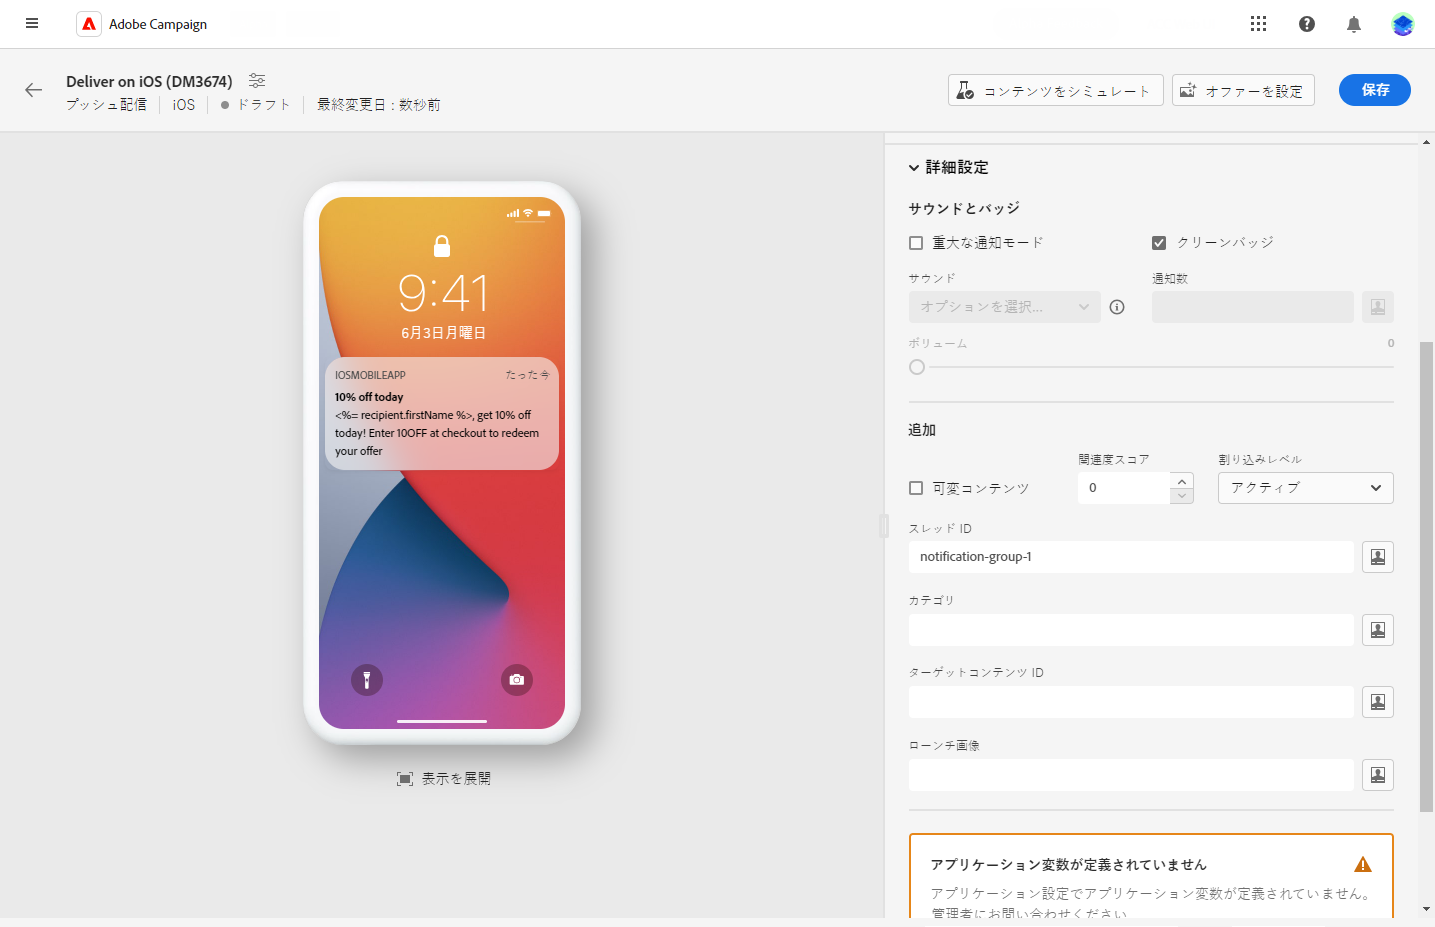 Adobe Campaign
Deliver on iOS (DM3674)
プッシュ配信 iOS ドラフト 最終変更日 : 数秒前
コンテンツをシミュレート
オファーを設定
保存
9:41
6月3日月曜日
IOSMOBILEAPP たった今
10% off today
<%= recipient.firstName %>, get 10% off
today! Enter 10OFF at checkout to redeem
your offer
表示を展開
詳細設定
サウンドとバッジ
重大な通知モード
クリーンバッジ
サウンド
通知数
オプションを選択...
ボリューム 0
追加
可変コンテンツ
関連度スコア
0
割り込みレベル
アクティブ
スレッド ID
notification-group-1
カテゴリ
ターゲットコンテンツ ID
ローンチ画像
アプリケーション変数が定義されていません
アプリケーション設定でアプリケーション変数が定義されていません。
管理者にお問い合わせください